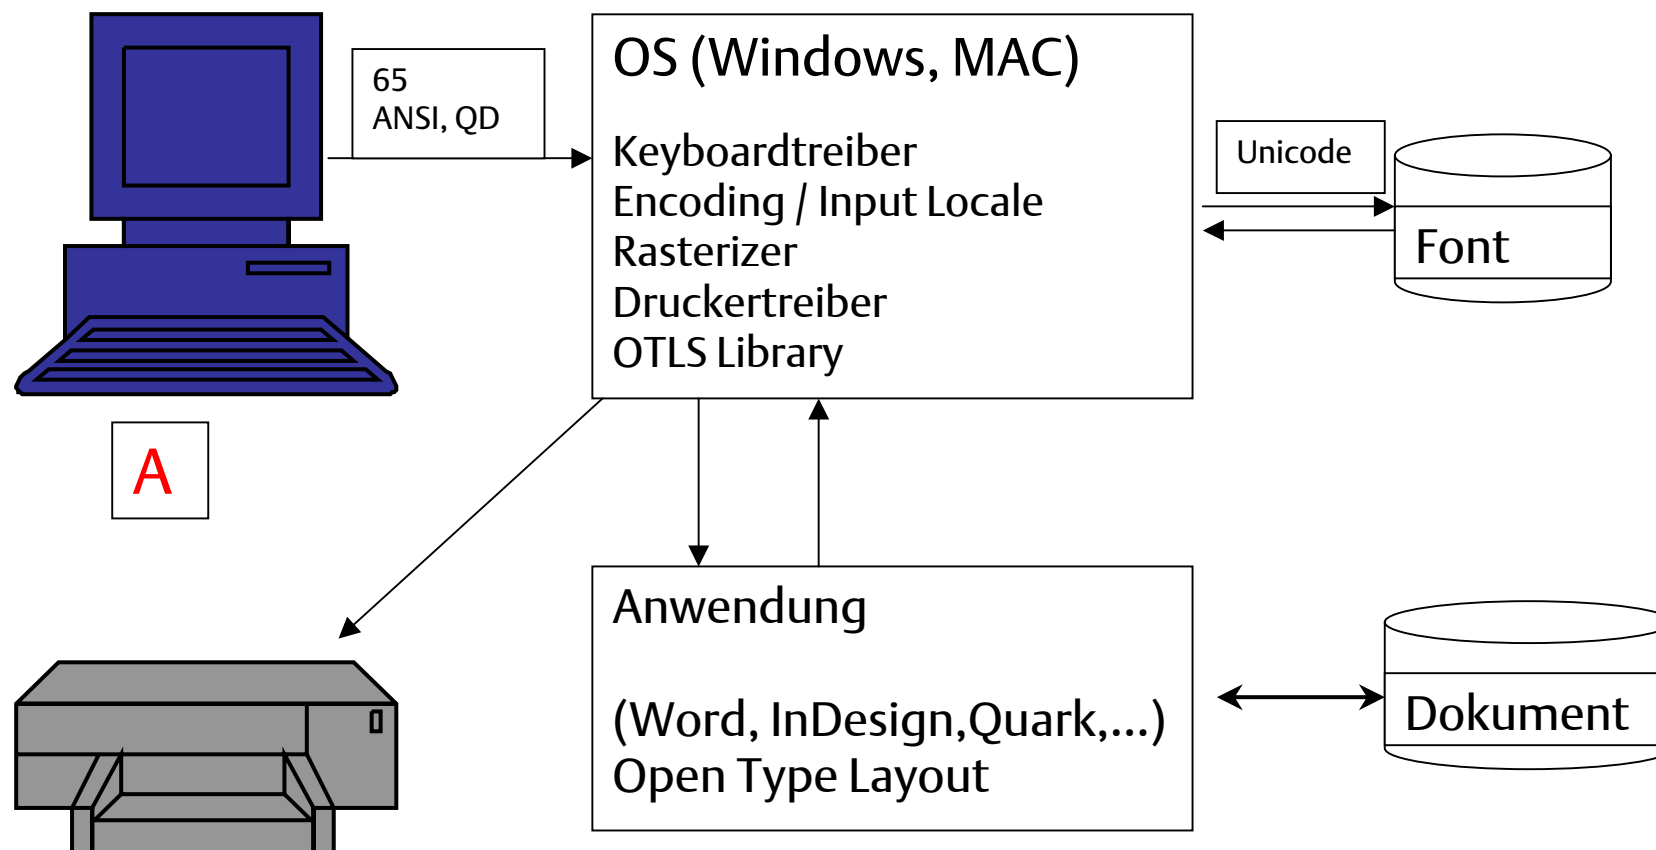 65
ANSI, QD
OS (Windows, MAC)
Keyboardtreiber
Encoding / Input Locale
Rasterizer
Druckertreiber
OTLS Library
Unicode
Font
A
Anwendung
(Word, InDesign,Quark,...)
Open Type Layout
Dokument